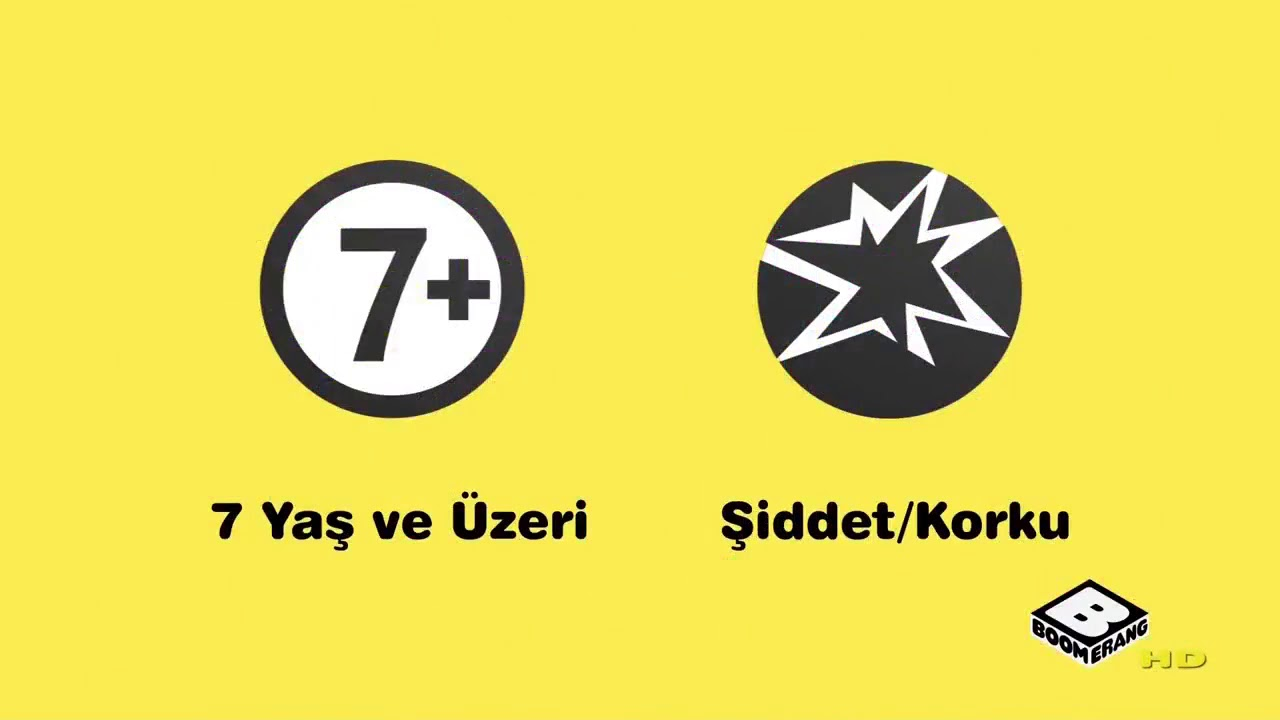 7+
7 Yaş ve Üzeri
Şiddet/Korku
B
BOOMERANG
HD